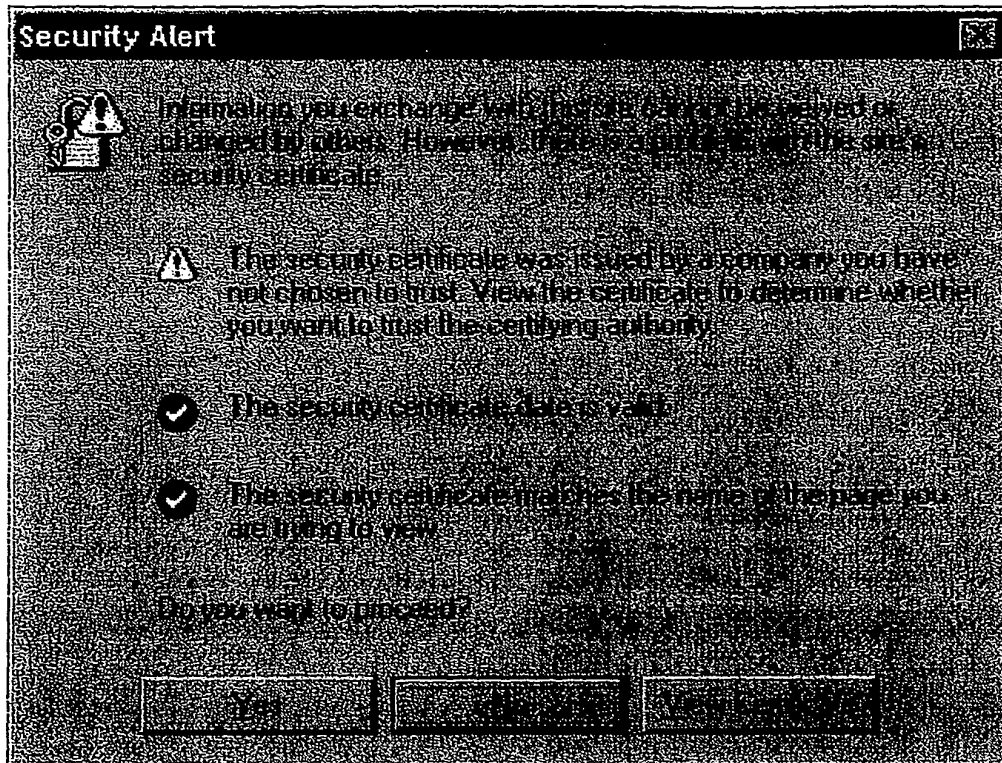 Security Alert
Information you exchange with this site cannot be viewed or
changed by others. However, there is a problem with the site's
security certificate.
The security certificate was issued by a company you have
not chosen to trust. View the certificate to determine whether
you want to trust the certifying authority.
The security certificate date is valid.
The security certificate matches the name of the page you
are trying to view.
Do you want to proceed?
Yes
View Certificate